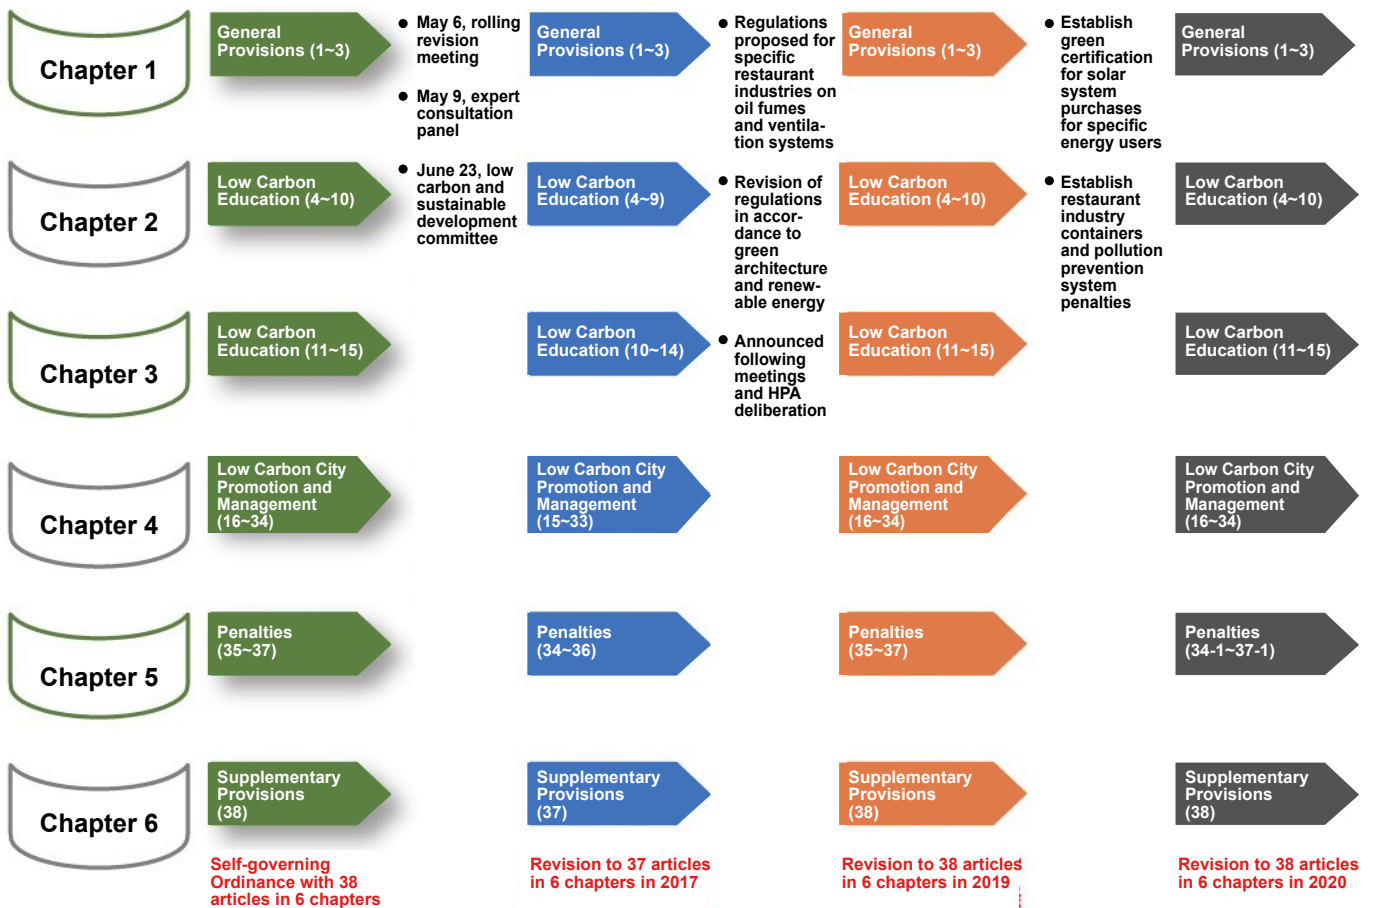 Chapter 1
General
Provisions (1~3)
May 6, rolling
revision
meeting
May 9, expert
consultation
panel
General
Provisions (1~3)
Regulations
proposed for
specific
restaurant
industries on
oil fumes
and ventila-
tion systems
General
Provisions (1~3)
Establish
green
certification
for solar
system
purchases
for specific
energy users
General
Provisions (1~3)
Chapter 2
Low Carbon
Education (4~10)
June 23, low
carbon and
sustainable
development
committee
Low Carbon
Education (4~9)
Revision of
regulations
in accor-
dance to
green
architecture
and renew-
able energy
Low Carbon
Education (4~10)
Establish
restaurant
industry
containers
and pollution
prevention
system
penalties
Low Carbon
Education (4~10)
Chapter 3
Low Carbon
Education (11~15)
Low Carbon
Education (10~14)
Announced
following
meetings
and HPA
deliberation
Low Carbon
Education (11~15)
Low Carbon
Education (11~15)
Chapter 4
Low Carbon City
Promotion and
Management
(16~34)
Low Carbon City
Promotion and
Management
(15~33)
Low Carbon City
Promotion and
Management
(16~34)
Low Carbon City
Promotion and
Management
(16~34)
Chapter 5
Penalties
(35~37)
Penalties
(34~36)
Penalties
(35~37)
Penalties
(34-1~37-1)
Chapter 6
Supplementary
Provisions
(38)
Supplementary
Provisions
(37)
Supplementary
Provisions
(38)
Supplementary
Provisions
(38)
Self-governing
Ordinance with 38
articles in 6 chapters
Revision to 37 articles
in 6 chapters in 2017
Revision to 38 articles
in 6 chapters in 2019
Revision to 38 articles
in 6 chapters in 2020